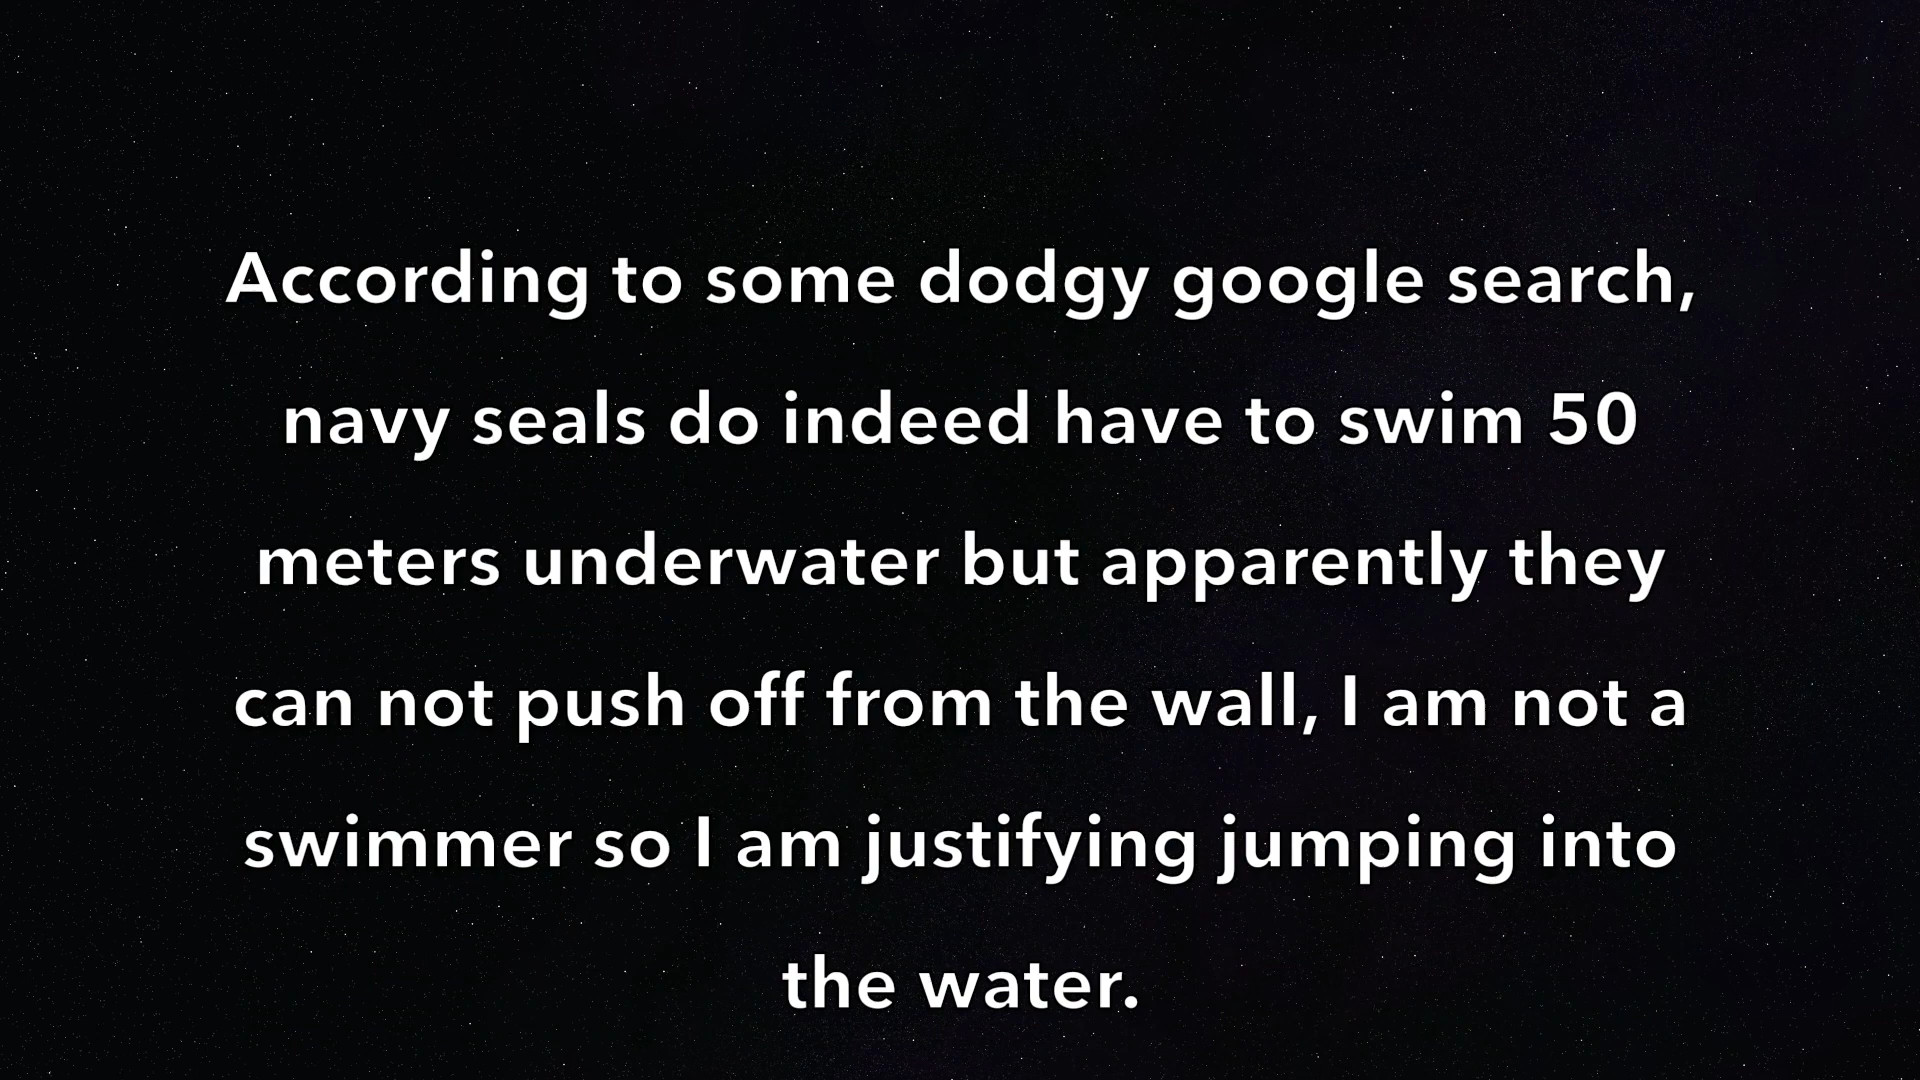 According to some dodgy google search,
navy seals do indeed have to swim 50
meters underwater but apparently they
can not push off from the wall, I am not a
swimmer so I am justifying jumping into
the water.